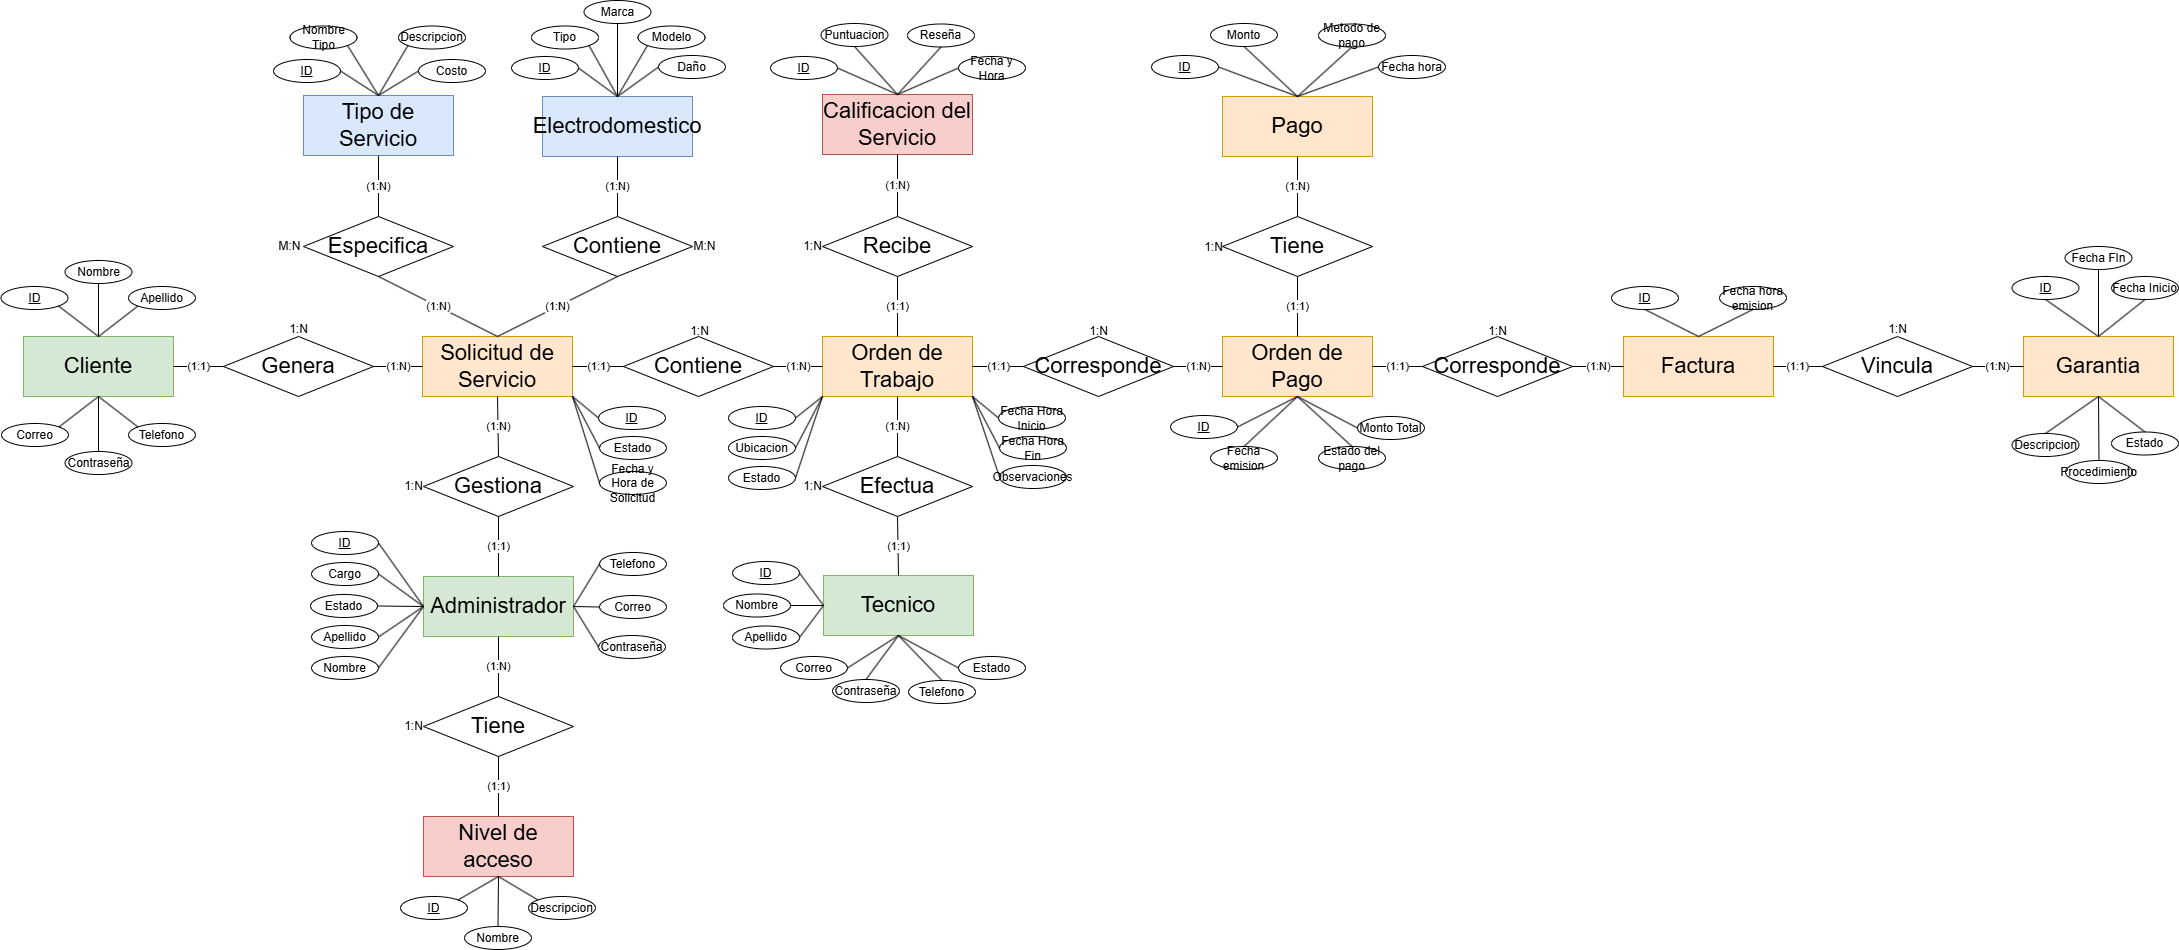 Marca
Nombre
Tipo
Descripcion
Tipo
Modelo
Puntuacion
Reseña
Monto
Metodo de
pago
ID
Costo
ID
Daño
ID
Fecha y
Hora
ID
Fecha hora
Tipo de
Servicio
Electrodomestico
Calificacion del
Servicio
Pago
(1:N)
(1:N)
(1:N)
(1:N)
M:N
Especifica
Contiene
M:N
1:N
Recibe
1:N
Tiene
Nombre
Fecha FIn
ID
Apellido
ID
Fecha hora
emision
ID
Fecha Inicio
(1:N)
(1:N)
(1:1)
(1:1)
1:N
1:N
1:N
1:N
1:N
Cliente
(1:1)
Genera
(1:N)
Solicitud de
Servicio
(1:1)
Contiene
(1:N)
Orden de
Trabajo
(1:1)
Corresponde
(1:N)
Orden de
Pago
(1:1)
Corresponde
(1:N)
Factura
(1:1)
Vincula
(1:N)
Garantia
Correo
Telefono
Contraseña
(1:N)
ID
Estado
Fecha y
Hora de
Solicitud
ID
Ubicacion
Estado
(1:N)
Fecha Hora
Inicio
Fecha Hora
Fin
Observaciones
ID
Monto Total
Fecha
emision
Estado del
pago
Descripcion
Estado
Procedimiento
1:N
Gestiona
1:N
Efectua
(1:1)
(1:1)
ID
Cargo
Estado
Apellido
Nombre
Administrador
Telefono
Correo
Contraseña
ID
Nombre
Apellido
Tecnico
Correo
Contraseña
Telefono
Estado
(1:N)
1:N
Tiene
(1:1)
Nivel de
acceso
ID
Descripcion
Nombre